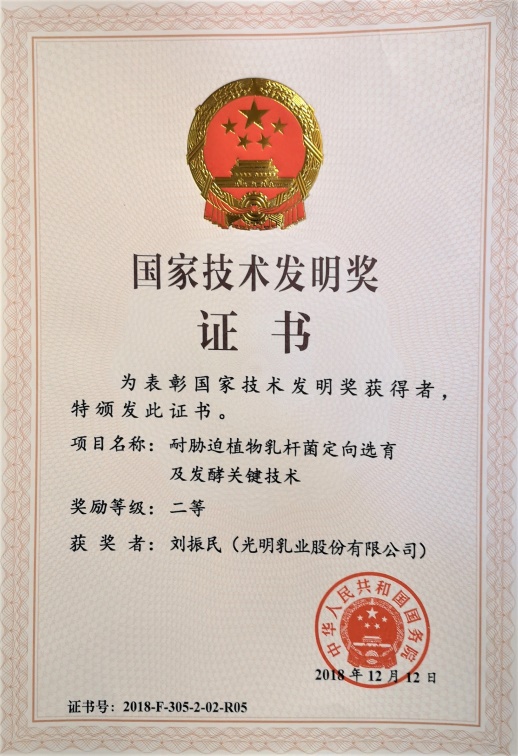 国家技术发明奖
证书
为表彰国家技术发明奖获得者，
特颁发此证书。
项目名称：耐胁迫植物乳杆菌定向选育
及发酵关键技术
奖励等级：二等
获奖者：刘振民（光明乳业股份有限公司）
中华人民共和国国务院
2018年12月12日
证书号：2018-F-305-2-02-R05